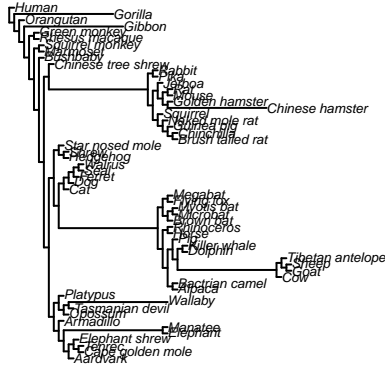 Human
Gorilla
Orangutan
Gibbon
Green monkey
Rhesus macaque
Squirrel monkey
Marmoset
Bushbaby
Chinese tree shrew
Rabbit
Pika
Jerboa
Rat
Mouse
Golden hamster
Chinese hamster
Squirrel
Naked mole rat
Guinea pig
Chinchilla
Brush tailed rat
Star nosed mole
Shrew
Hedgehog
Walrus
Seal
Ferret
Dog
Cat
Megabat
Flying fox
Myotis bat
Microbat
Brown bat
Rhinoceros
Horse
Pig
Killer whale
Dolphin
Tibetan antelope
Sheep
Goat
Cow
Bactrian camel
Alpaca
Platypus
Wallaby
Tasmanian devil
Opossum
Armadillo
Manatee
Elephant
Elephant shrew
Tenrec
Cape golden mole
Aardvark